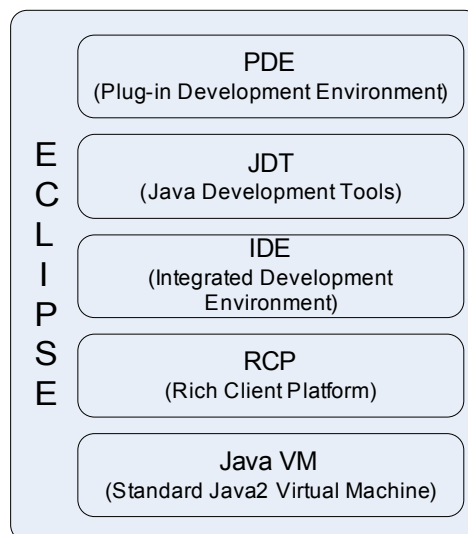 ECLIPSE
PDE
(Plug-in Development Environment)
JDT
(Java Development Tools)
IDE
(Integrated Development
Environment)
RCP
(Rich Client Platform)
Java VM
(Standard Java2 Virtual Machine)